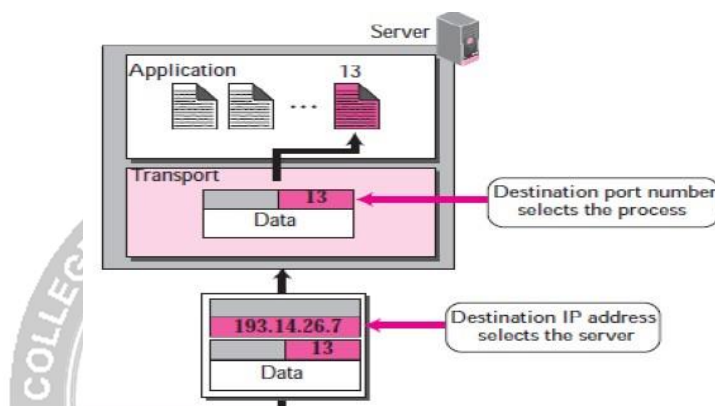 Server
Application
13
...
Transport
13
Data
Destination port number
selects the process
193.14.26.7
13
Data
Destination IP address
selects the server
COLLEG